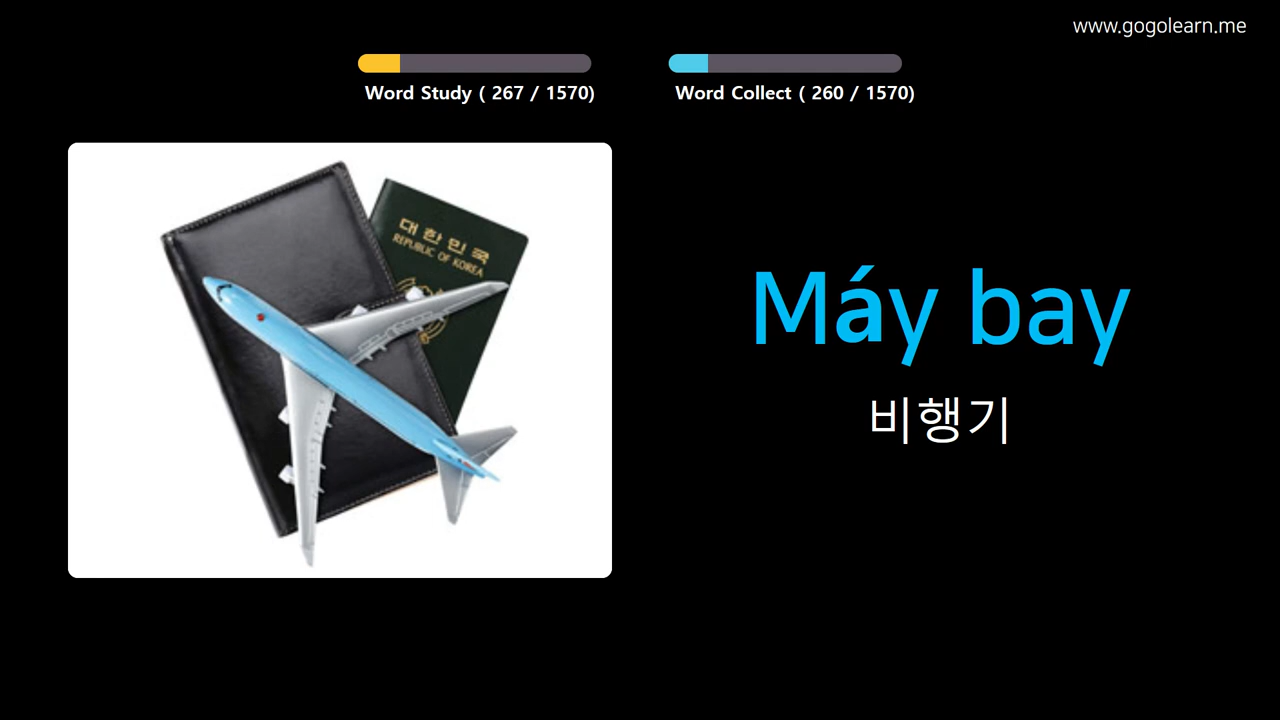 www.gogolearn.me
Word Study ( 267 / 1570)
Word Collect ( 260 / 1570)
대한민국
REPUBLIC OF KOREA
Máy bay
비행기